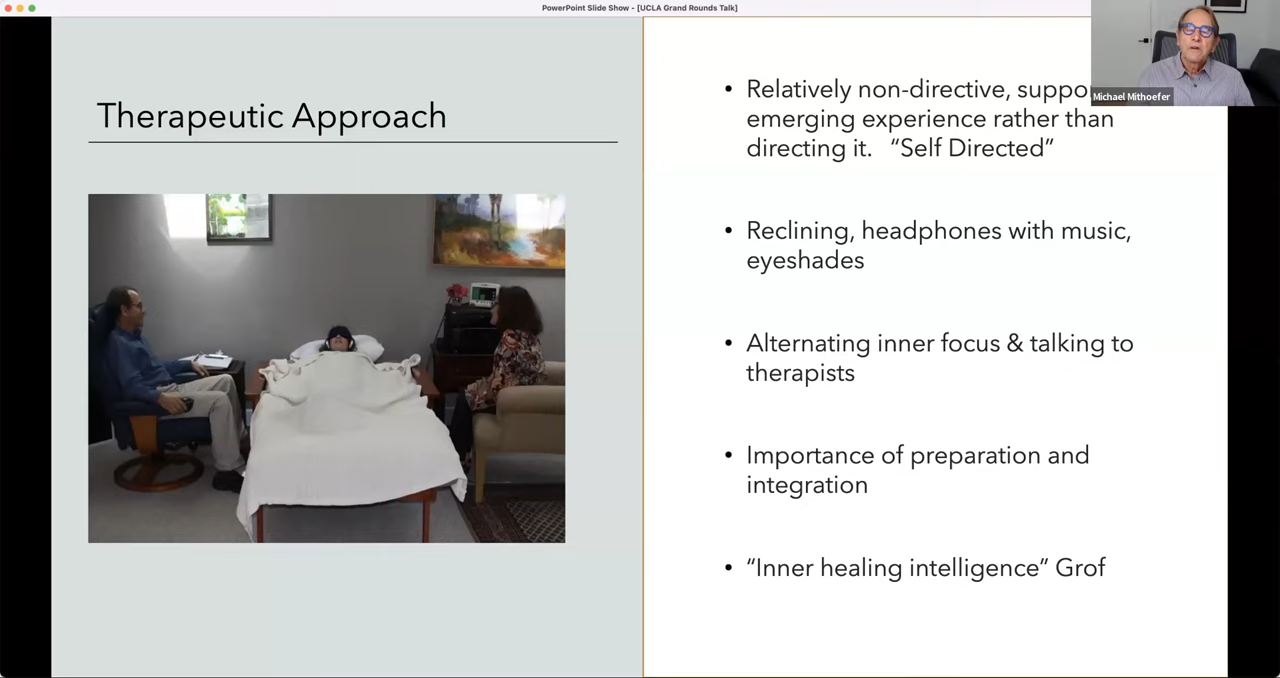 PowerPoint Slide Show - [UCLA Grand Rounds Talk]
Michael Mithoefer
Therapeutic Approach
• Relatively non-directive,
emerging experience rather than
directing it. “Self Directed”
• Reclining, headphones with music,
eyeshades
• Alternating inner focus & talking to
therapists
• Importance of preparation and
integration
• “Inner healing intelligence” Grof